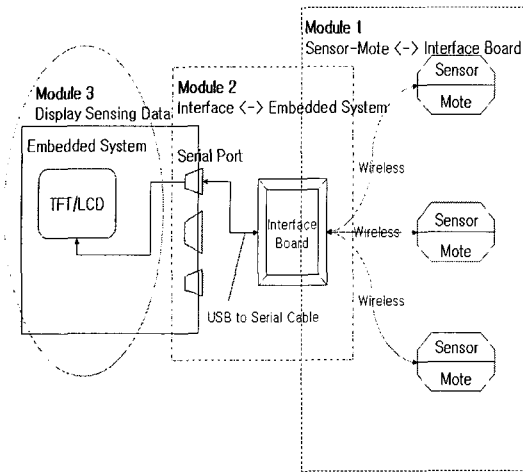 Module 1
Sensor-Mote <-> Interface Board
Sensor
Mote
Module 2
Interface <-> Embedded System
Module 3
Display Sensing Data
Embedded System
Serial Port
TFT/LCD
Wireless
Interface
Board
Wireless
Sensor
Mote
Wireless
USB to Serial Cable
Sensor
Mote